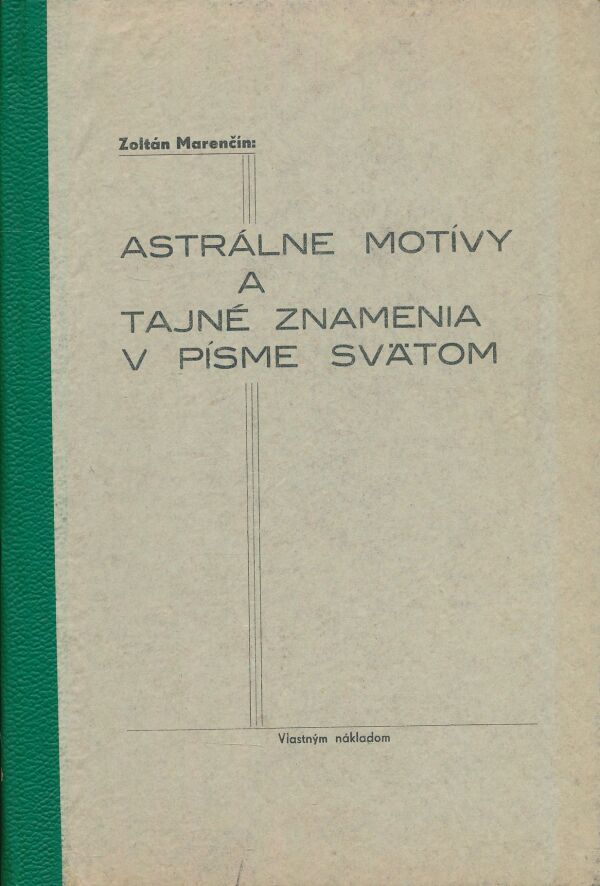 Zoltán Marenčín:
ASTRÁLNE MOTÍVY
A
TAJNÉ ZNAMENIA
V PÍSME SVÄTOM
Vlastným nákladom